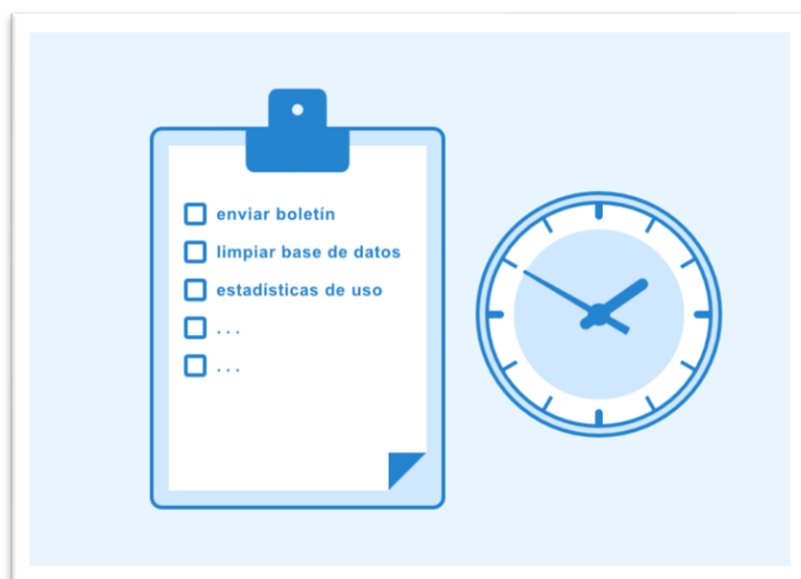 enviar boletín
limpiar base de datos
estadísticas de uso
. . .
. . .